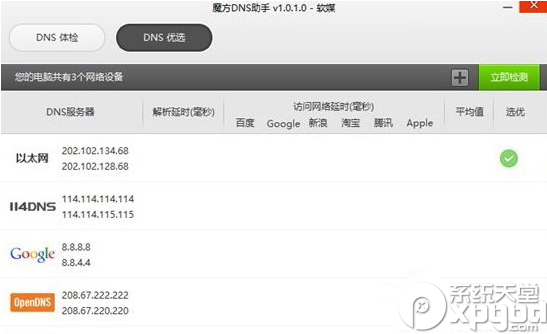 魔方DNS助手 v1.0.1.0 - 软媒
DNS 体检
DNS 优选
您的电脑共有3个网络设备
立即检测
DNS服务器
解析延时(毫秒)
访问网络延时(毫秒)
平均值
选优
百度 Google 新浪 淘宝 腾讯 Apple
以太网
202.102.134.68
202.102.128.68
114DNS
114.114.114.114
114.114.115.115
Google
8.8.8.8
8.8.4.4
OpenDNS
208.67.222.222
208.67.220.220
系统天堂
xpgod